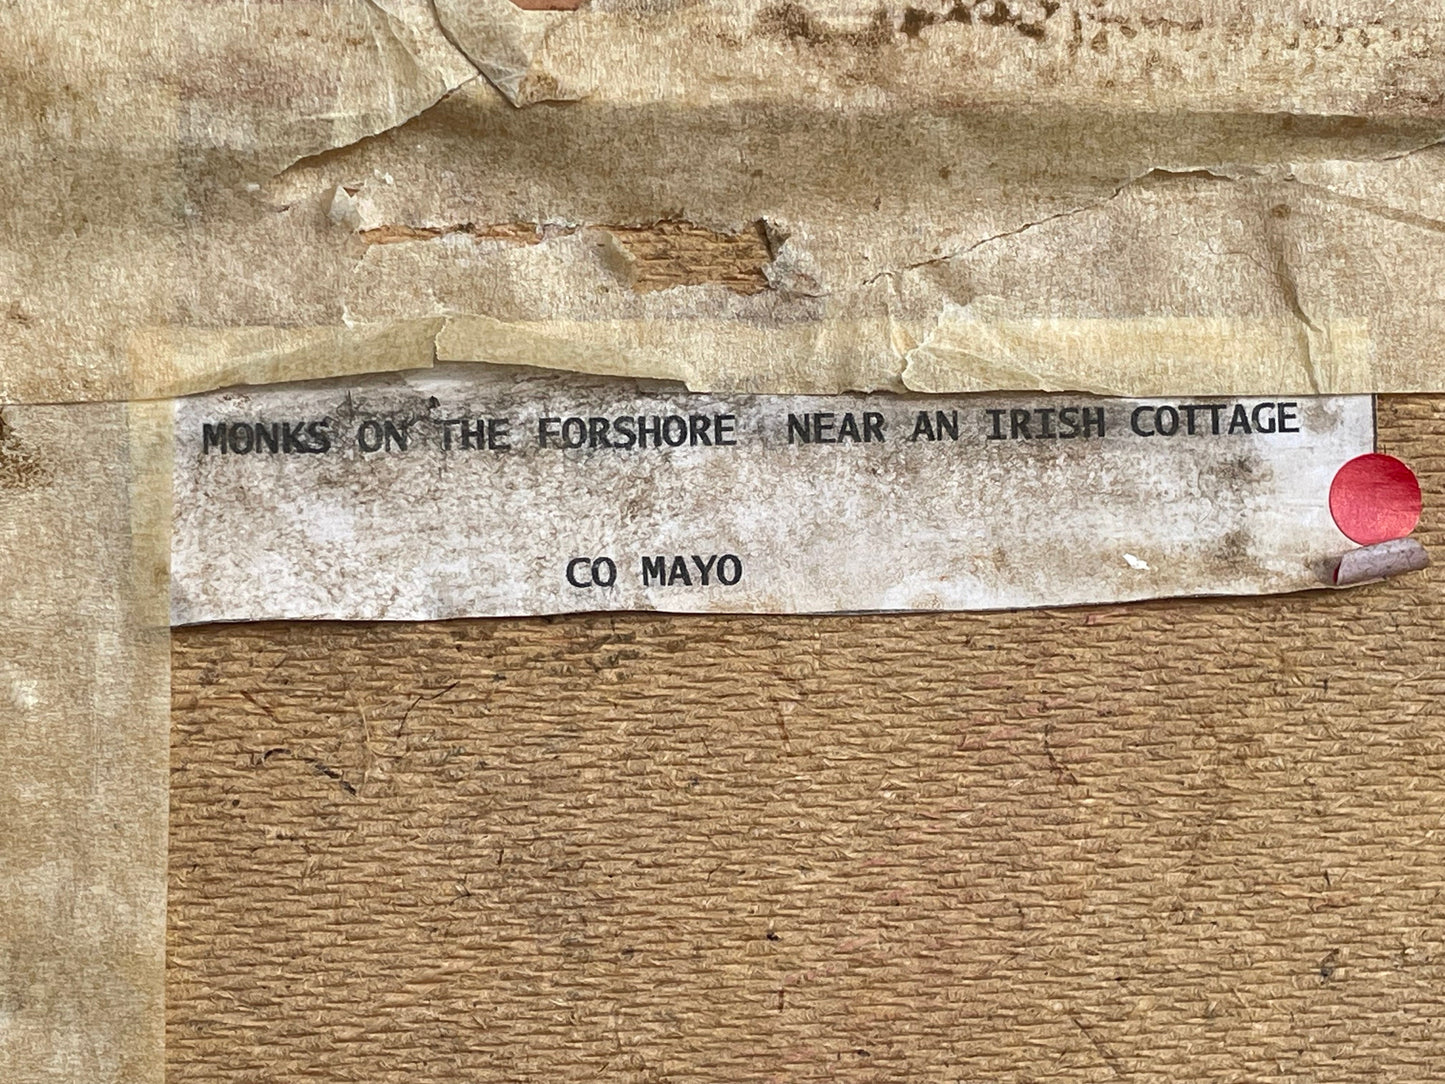 MONKS ON THE FORSHORE NEAR AN IRISH COTTAGE
CO MAYO